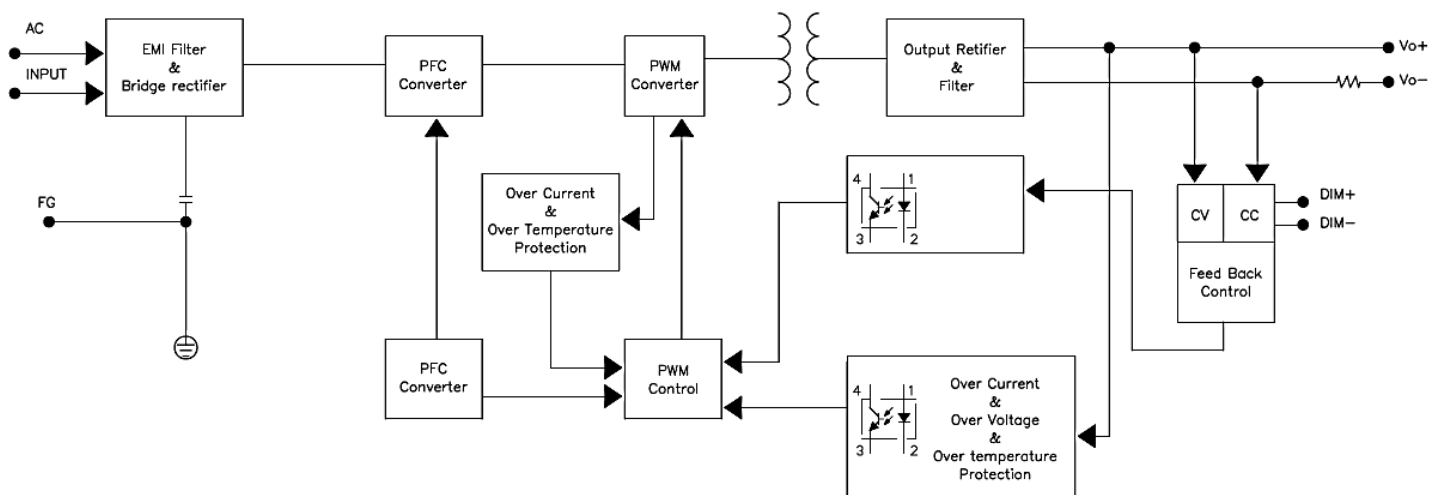 AC
INPUT
EMI Filter
&
Bridge rectifier
PFC
Converter
PWM
Converter
Output Retifier
&
Filter
Vo+
Vo−
FG
Over Current
&
Over Temperature
Protection
4
1
3
2
CV
CC
DIM+
DIM−
Feed Back
Control
PFC
Converter
PWM
Control
4
1
3
2
Over Current
&
Over Voltage
&
Over temperature
Protection